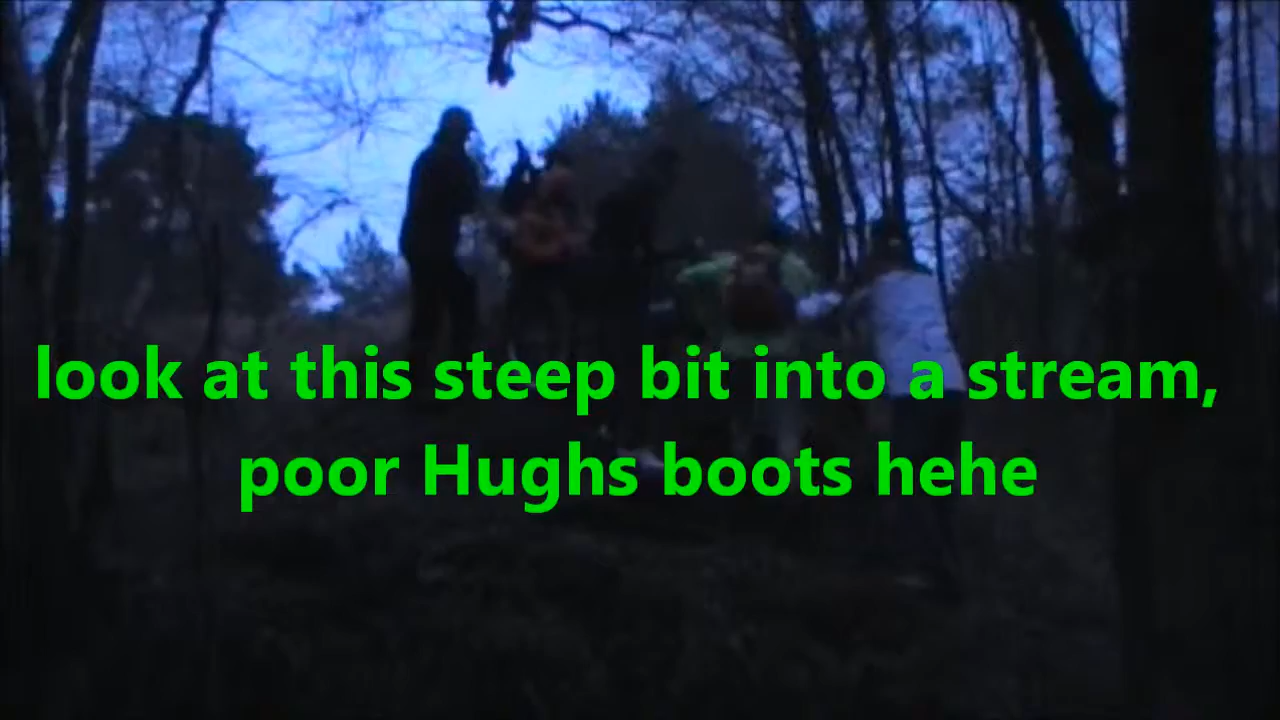 look at this steep bit into a stream,
poor Hughs boots hehe